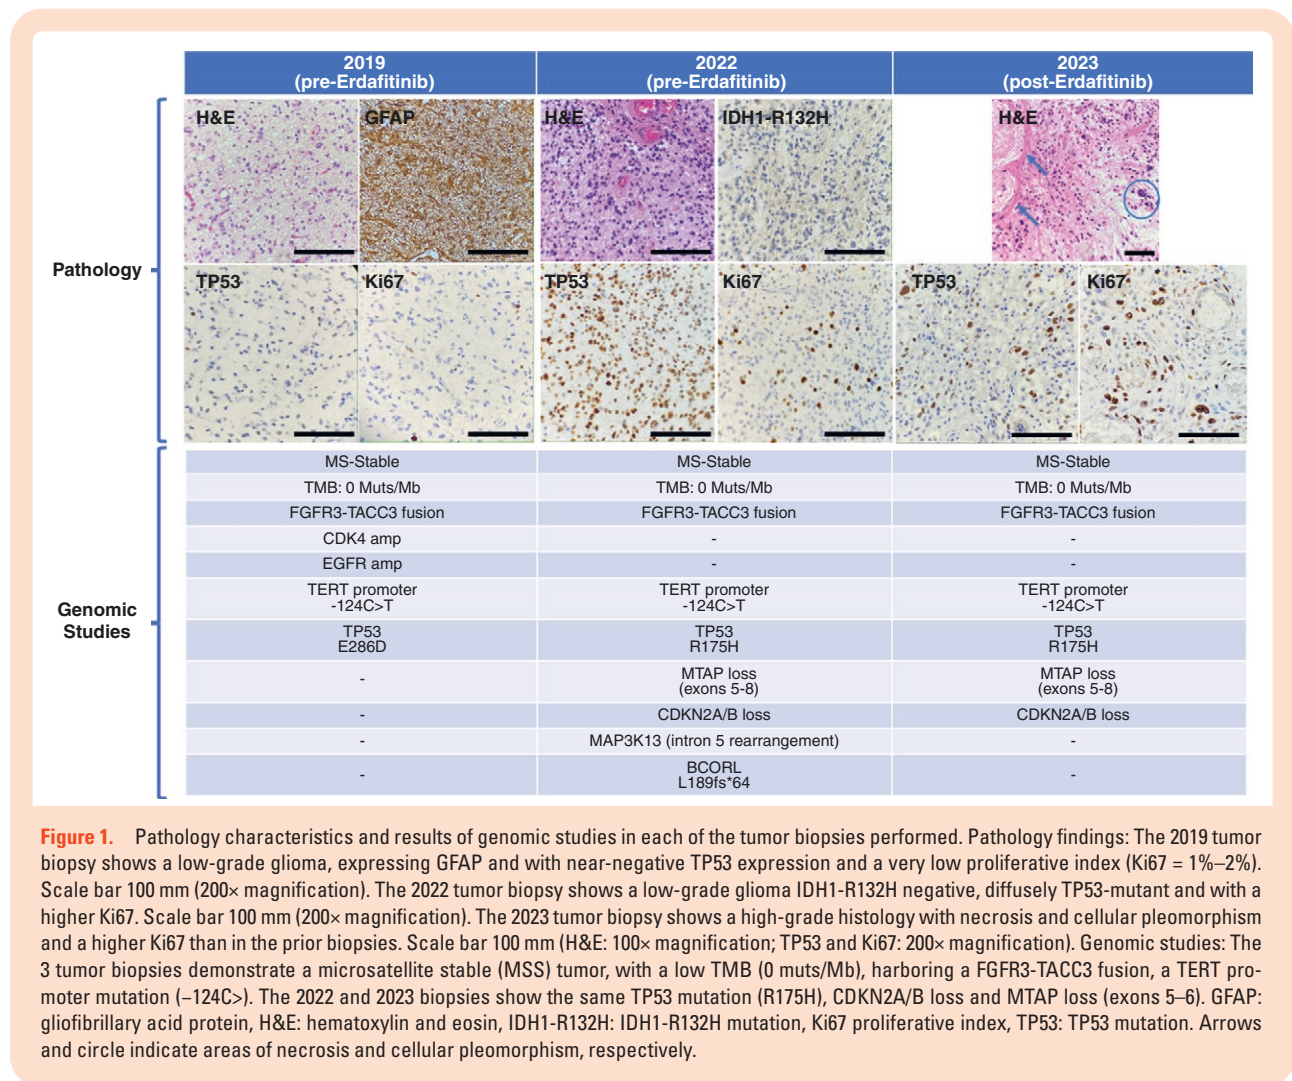 2019
(pre-Erdafitinib)
2022
(pre-Erdafitinib)
2023
(post-Erdafitinib)
Pathology
H&E
GFAP
H&E
IDH1-R132H
H&E
TP53
Ki67
TP53
Ki67
TP53
Ki67
Genomic
Studies
MS-Stable
MS-Stable
MS-Stable
TMB: 0 Muts/Mb
TMB: 0 Muts/Mb
TMB: 0 Muts/Mb
FGFR3-TACC3 fusion
FGFR3-TACC3 fusion
FGFR3-TACC3 fusion
CDK4 amp
-
-
EGFR amp
-
-
TERT promoter
-124C>T
TERT promoter
-124C>T
TERT promoter
-124C>T
TP53
E286D
TP53
R175H
TP53
R175H
-
MTAP loss
(exons 5-8)
MTAP loss
(exons 5-8)
-
CDKN2A/B loss
CDKN2A/B loss
-
MAP3K13 (intron 5 rearrangement)
-
-
BCORL
L189fs*64
-
Figure 1. Pathology characteristics and results of genomic studies in each of the tumor biopsies performed. Pathology findings: The 2019 tumor
biopsy shows a low-grade glioma, expressing GFAP and with near-negative TP53 expression and a very low proliferative index (Ki67 = 1%–2%).
Scale bar 100 mm (200× magnification). The 2022 tumor biopsy shows a low-grade glioma IDH1-R132H negative, diffusely TP53-mutant and with a
higher Ki67. Scale bar 100 mm (200× magnification). The 2023 tumor biopsy shows a high-grade histology with necrosis and cellular pleomorphism
and a higher Ki67 than in the prior biopsies. Scale bar 100 mm (H&E: 100× magnification; TP53 and Ki67: 200× magnification). Genomic studies: The
3 tumor biopsies demonstrate a microsatellite stable (MSS) tumor, with a low TMB (0 muts/Mb), harboring a FGFR3-TACC3 fusion, a TERT pro-
moter mutation (−124C>). The 2022 and 2023 biopsies show the same TP53 mutation (R175H), CDKN2A/B loss and MTAP loss (exons 5–6). GFAP:
gliofibrillary acid protein, H&E: hematoxylin and eosin, IDH1-R132H: IDH1-R132H mutation, Ki67 proliferative index, TP53: TP53 mutation. Arrows
and circle indicate areas of necrosis and cellular pleomorphism, respectively.